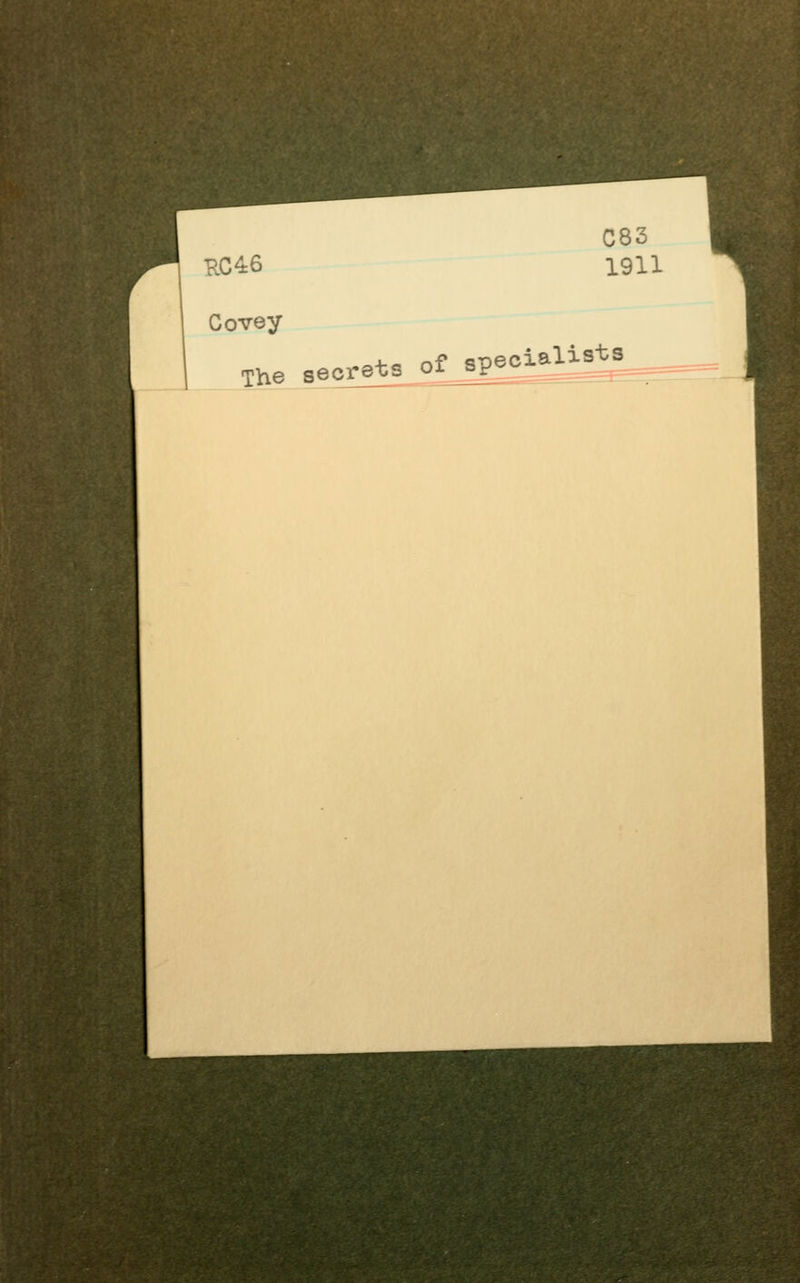 C83
RC46 1911
Covey
The secrets of specialists